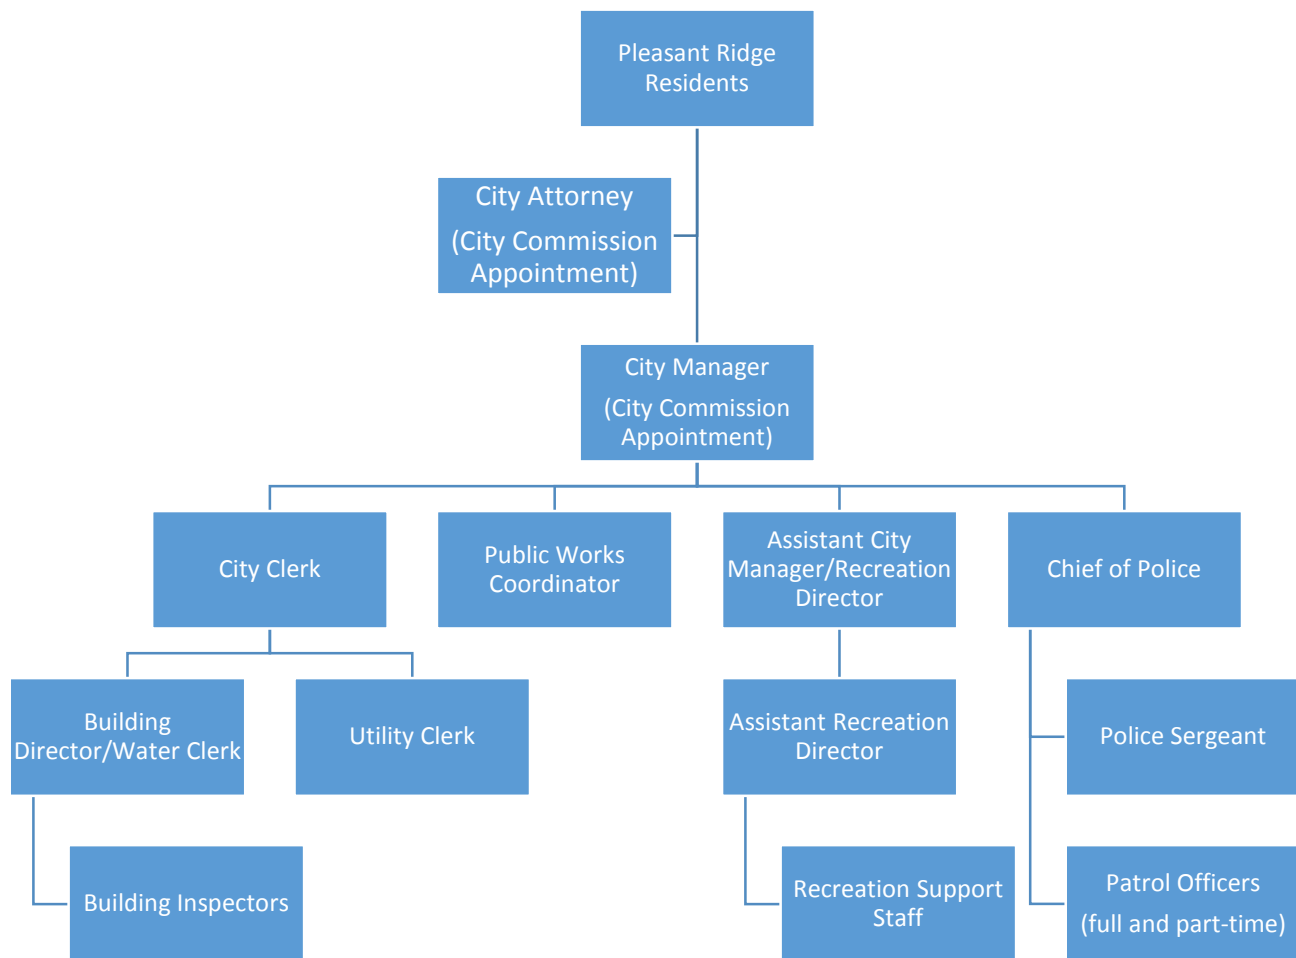 Pleasant Ridge
Residents
City Attorney
(City Commission
Appointment)
City Manager
(City Commission
Appointment)
City Clerk
Public Works
Coordinator
Assistant City
Manager/Recreation
Director
Chief of Police
Building
Director/Water Clerk
Utility Clerk
Assistant Recreation
Director
Police Sergeant
Building Inspectors
Recreation Support
Staff
Patrol Officers
(full and part-time)